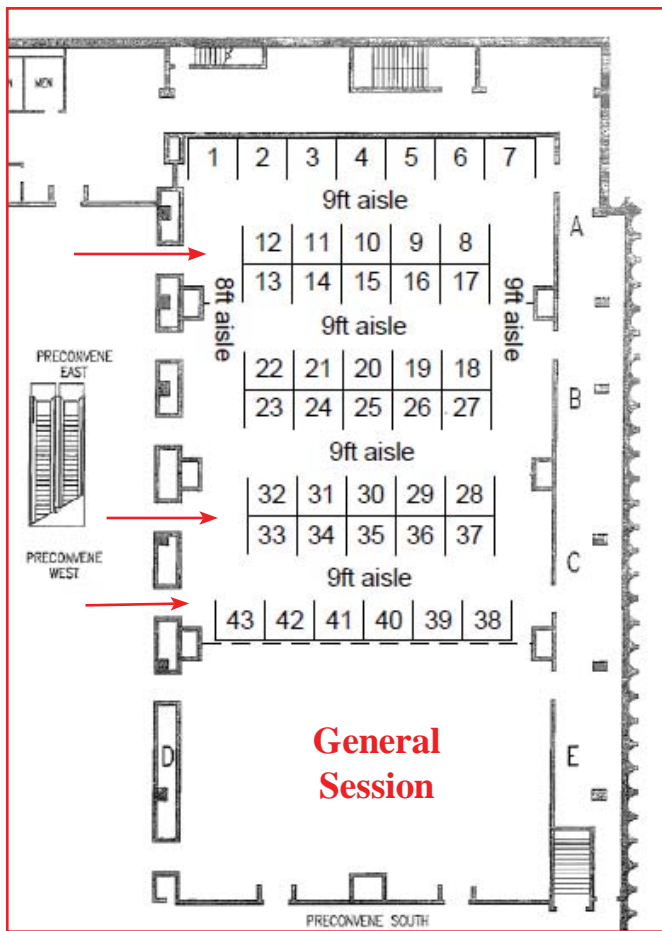 N
MEN
1 2 3 4 5 6 7
9ft aisle
A
12 11 10 9 8
13 14 15 16 17
8ft aisle
9ft aisle
9ft aisle
PRECONVENE
EAST
22 21 20 19 18
23 24 25 26 27
B
9ft aisle
32 31 30 29 28
33 34 35 36 37
PRECONVENE
WEST
C
9ft aisle
43 42 41 40 39 38
General
Session
D
E
PRECONVENE SOUTH